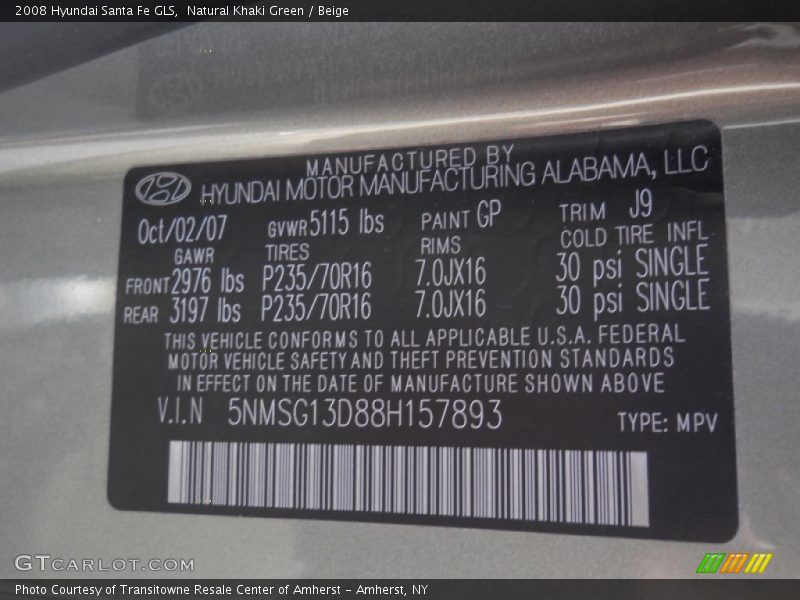 2008 Hyundai Santa Fe GLS,  Natural Khaki Green / Beige
MANUFACTURED BY
HYUNDAI MOTOR MANUFACTURING ALABAMA, LLC
Oct/02/07 GVWR 5115 lbs PAINT GP TRIM J9
GAWR TIRES RIMS COLD TIRE INFL
FRONT 2976 lbs P235/70R16 7.0JX16 30 psi SINGLE
REAR 3197 lbs P235/70R16 7.0JX16 30 psi SINGLE
THIS VEHICLE CONFORMS TO ALL APPLICABLE U.S.A. FEDERAL
MOTOR VEHICLE SAFETY AND THEFT PREVENTION STANDARDS
IN EFFECT ON THE DATE OF MANUFACTURE SHOWN ABOVE
V.I.N 5NMSG13D88H157893 TYPE: MPV
GTCARLOT.COM
Photo Courtesy of Transitowne Resale Center of Amherst - Amherst, NY